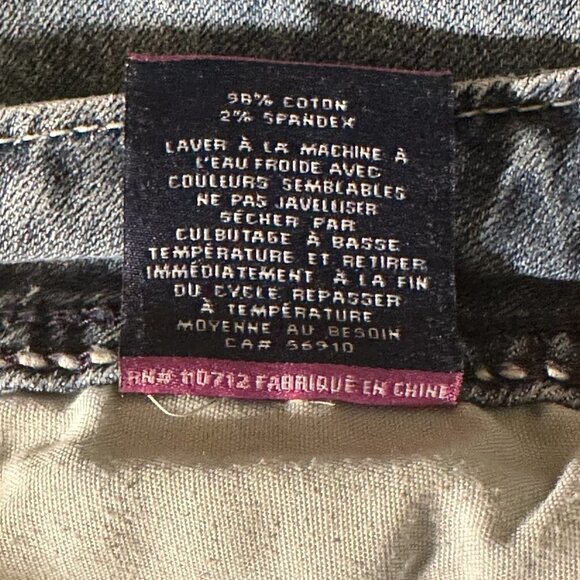 98% COTON
2% SPANDEX
LAVER À LA MACHINE À
L'EAU FROIDE AVEC
COULEURS SEMBLABLES
NE PAS JAVELLISER
SÉCHER PAR
CULBUTAGE À BASSE
TEMPÉRATURE ET RETIRER
IMMÉDIATEMENT À LA FIN
DU CYCLE REPASSER
À TEMPÉRATURE
MOYENNE AU BESOIN
CA# 56910
RN# 110712 FABRIQUÉ EN CHINE